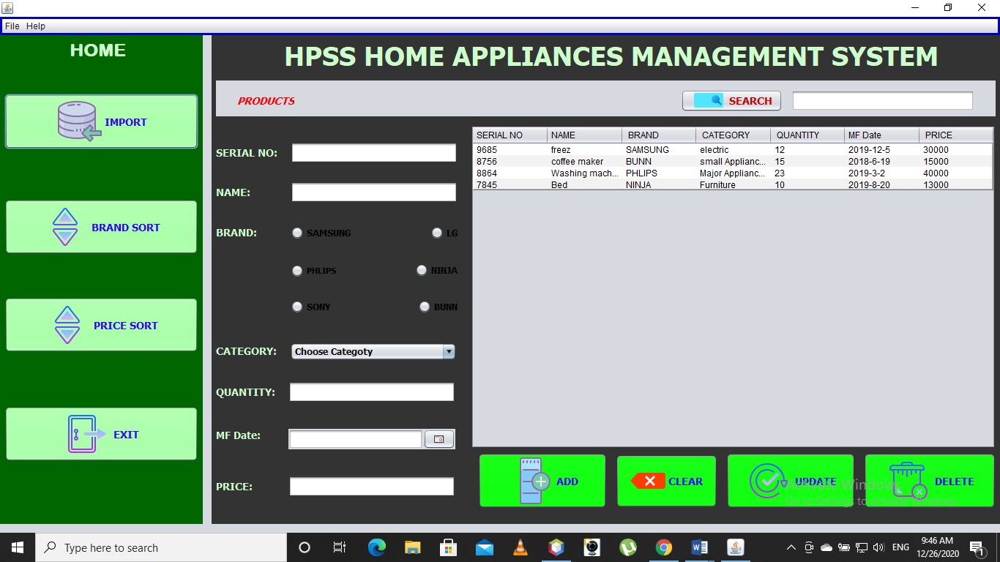 File Help
HOME
HPSS HOME APPLIANCES MANAGEMENT SYSTEM
PRODUCTS
SEARCH
IMPORT
BRAND SORT
PRICE SORT
EXIT
SERIAL NO:
NAME:
BRAND:
SAMSUNG LG
PHLIPS NINJA
SONY BUNN
CATEGORY: Choose Categoty
QUANTITY:
MF Date:
PRICE:
SERIAL NO NAME BRAND CATEGORY QUANTITY MF Date PRICE
9685 freez SAMSUNG electric 12 2019-12-5 30000
8756 coffee maker BUNN small Applianc... 15 2018-6-19 15000
8864 Washing mach... PHLIPS Major Applianc... 23 2019-3-2 40000
7845 Bed NINJA Furniture 10 2019-8-20 13000
ADD CLEAR UPDATE DELETE
Activate Windows
Go to Settings to activate Windows.
Type here to search
ENG
9:46 AM
12/26/2020
1